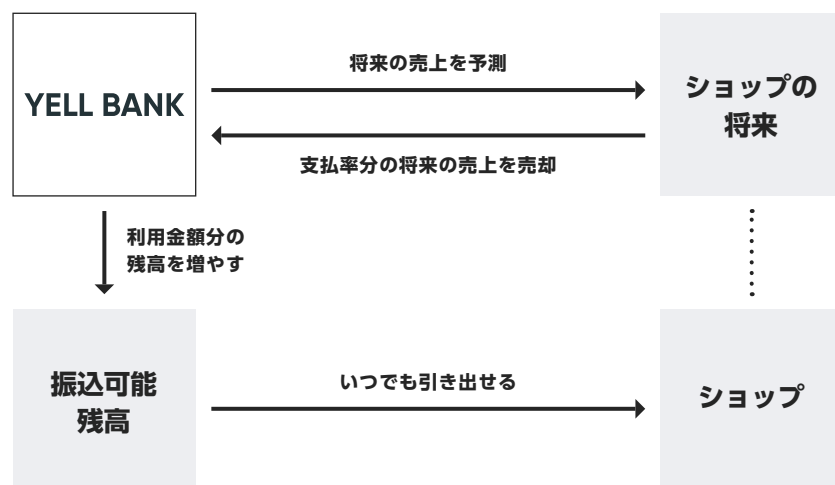 将来の売上を予測
YELL BANK
ショップの
将来
支払率分の将来の売上を売却
利用金額分の
残高を増やす
振込可能
残高
いつでも引き出せる
ショップ